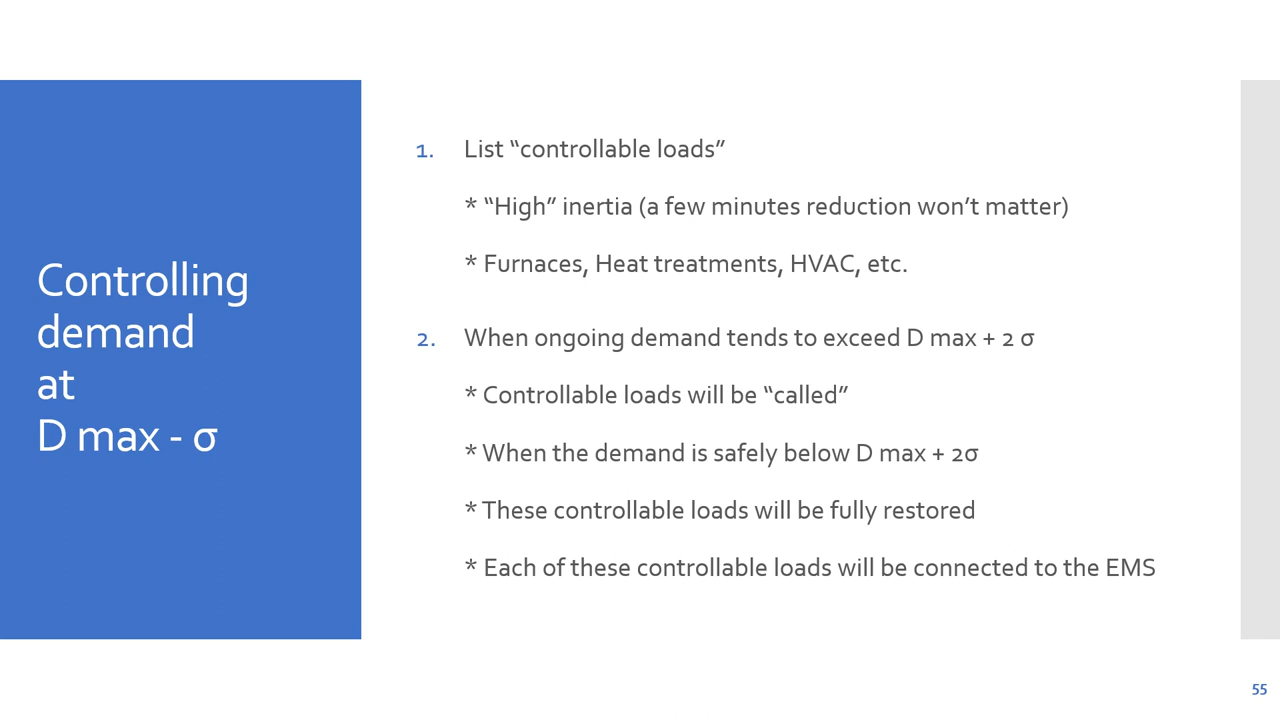 Controlling
demand
at
D max - σ
1. List “controllable loads”
* “High” inertia (a few minutes reduction won’t matter)
* Furnaces, Heat treatments, HVAC, etc.
2. When ongoing demand tends to exceed D max + 2 σ
* Controllable loads will be “called”
* When the demand is safely below D max + 2σ
* These controllable loads will be fully restored
* Each of these controllable loads will be connected to the EMS
55